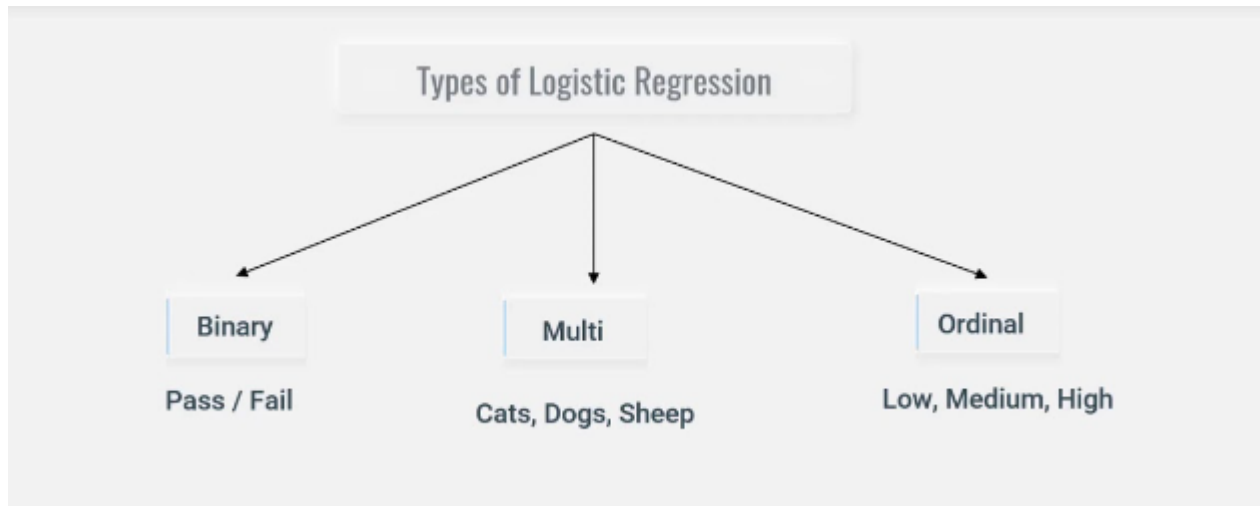 Types of Logistic Regression
Binary
Multi
Ordinal
Pass / Fail
Cats, Dogs, Sheep
Low, Medium, High